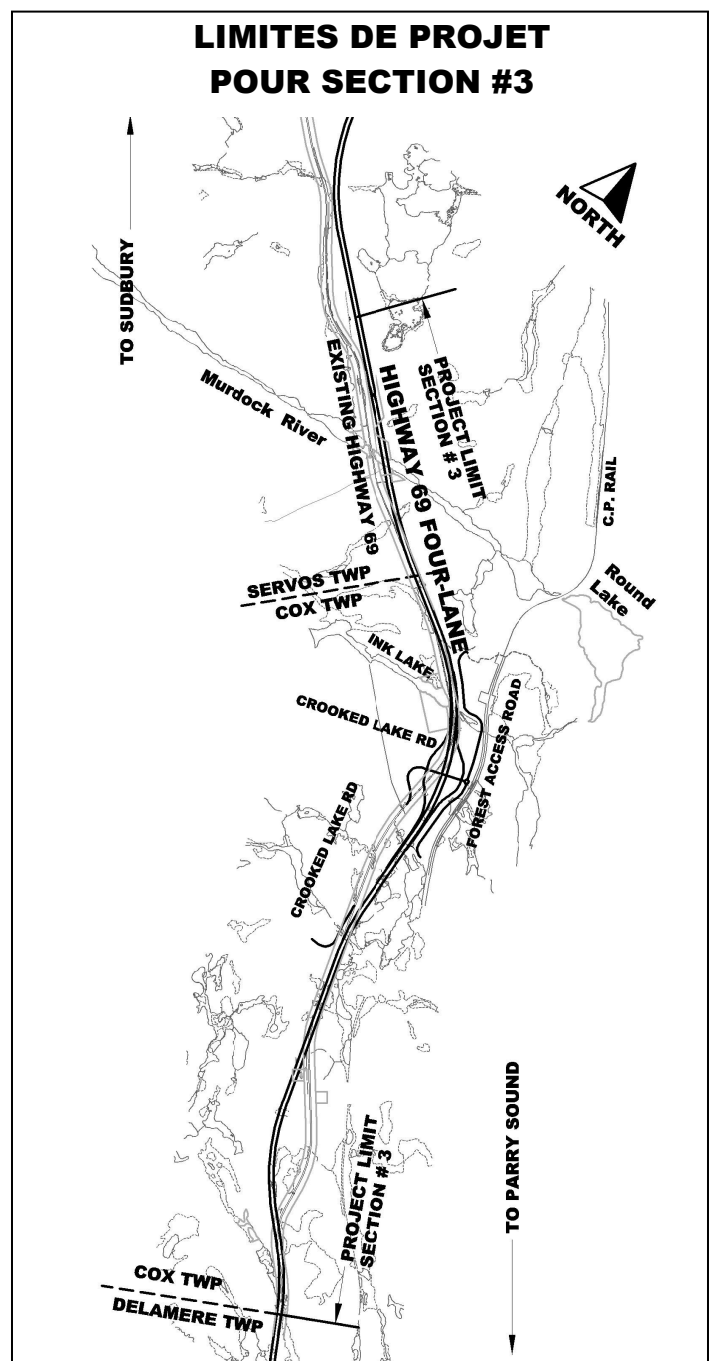 LIMITES DE PROJET
POUR SECTION #3
NORTH
TO SUDBURY
Murdock River
EXISTING HIGHWAY 69
HIGHWAY 69 FOUR-LANE
PROJECT LIMIT
SECTION # 3
C.P. RAIL
SERVOS TWP
COX TWP
Round
Lake
INK LAKE
CROOKED LAKE RD
FOREST ACCESS ROAD
CROOKED LAKE RD
TO PARRY SOUND
PROJECT LIMIT
SECTION # 3
COX TWP
DELAMERE TWP